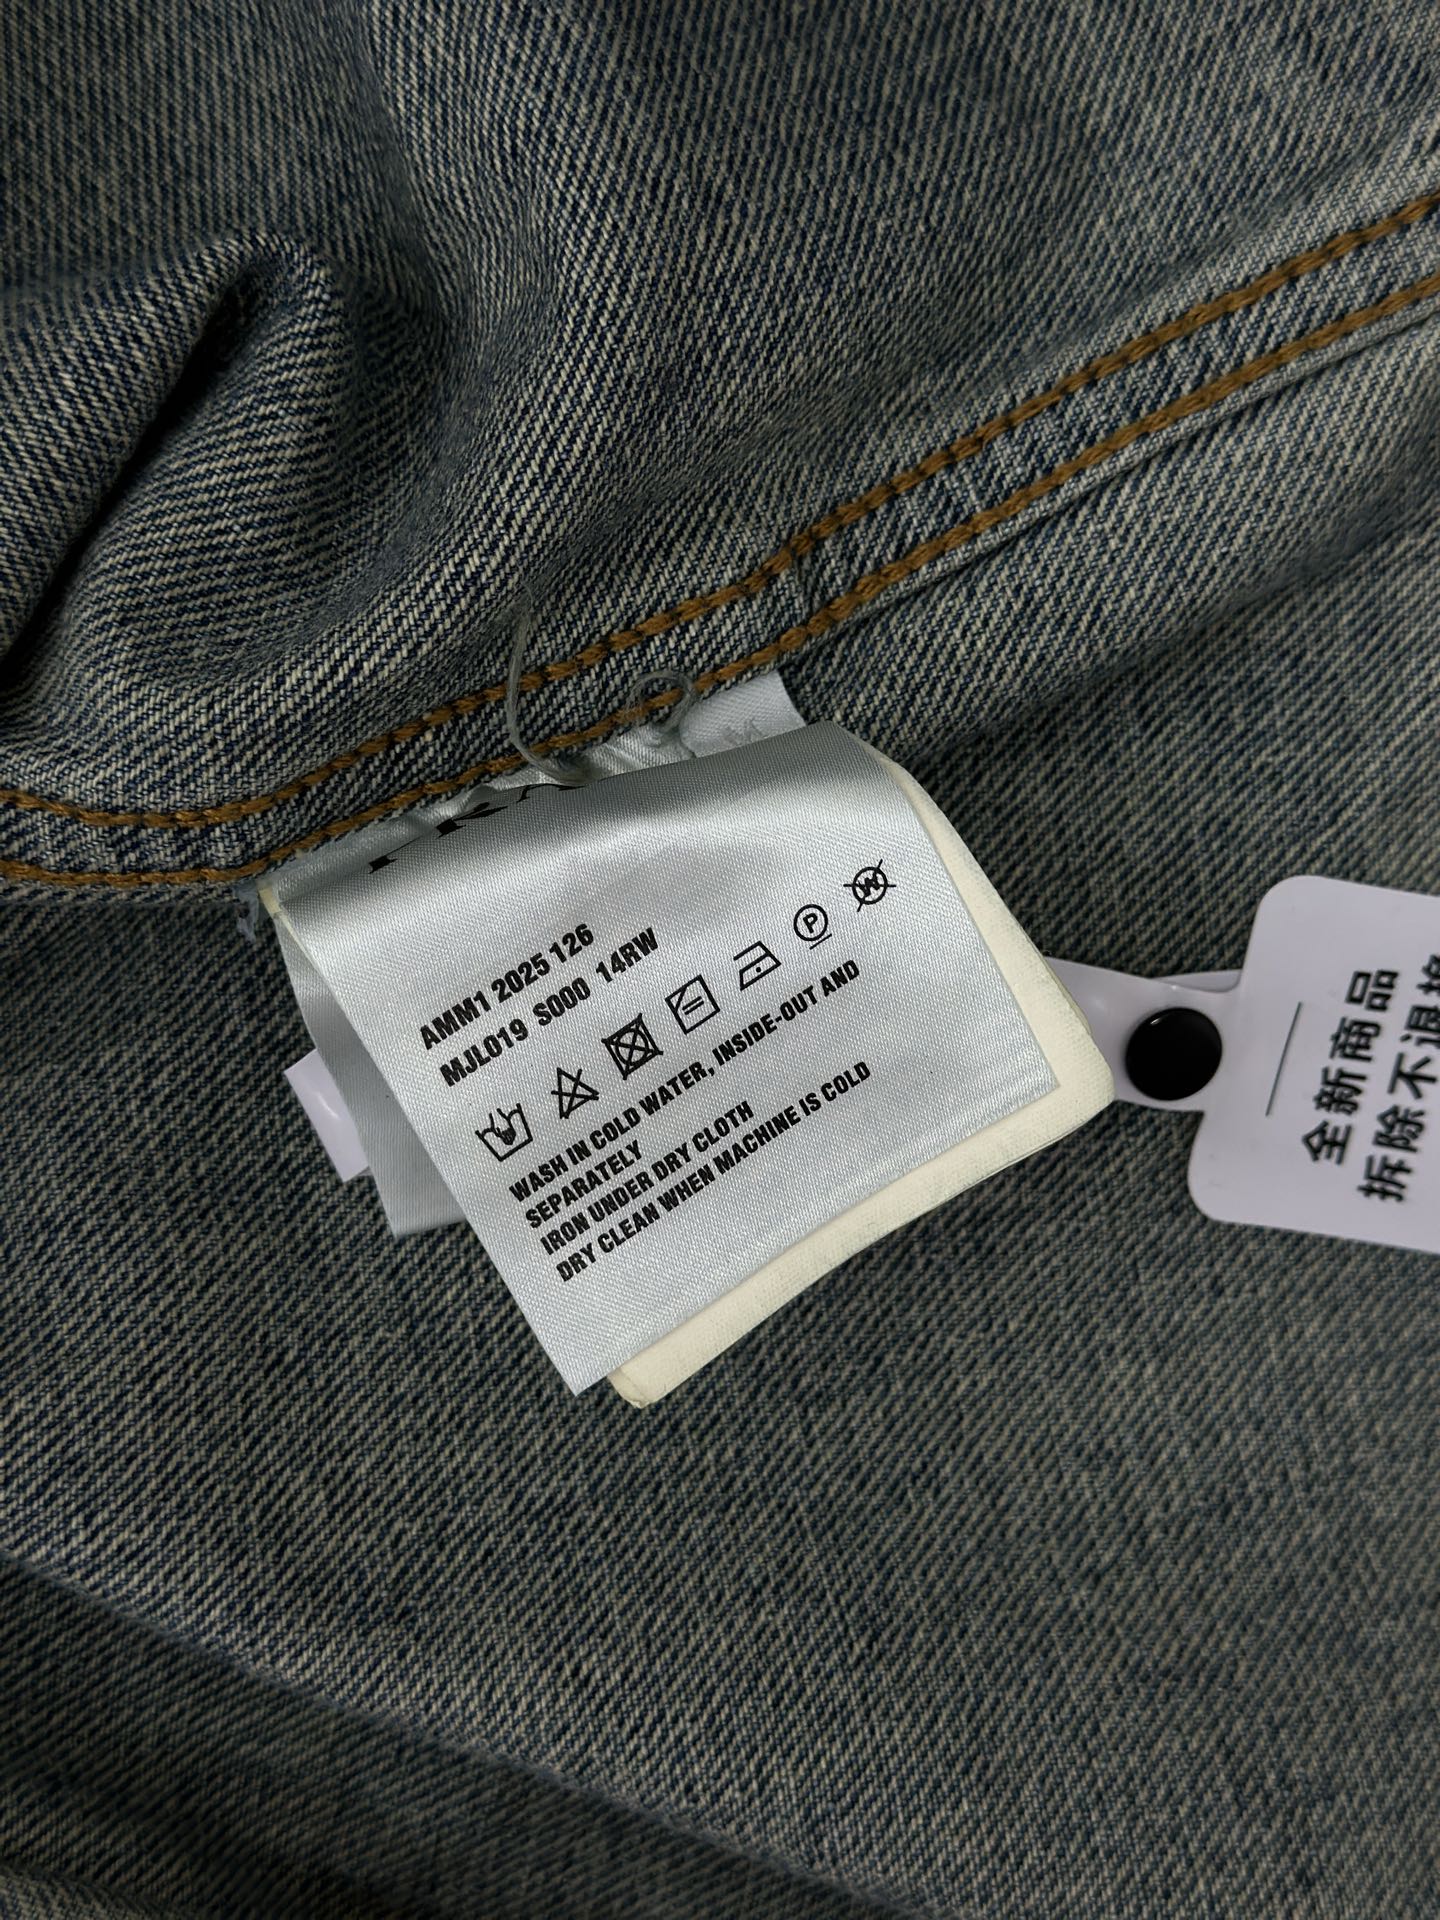 AMM1 2025 126
MJL019 S000 14RW
P W
WASH IN COLD WATER, INSIDE-OUT AND
SEPARATELY
IRON UNDER DRY CLOTH
DRY CLEAN WHEN MACHINE IS COLD
全新商品
拆除不退换